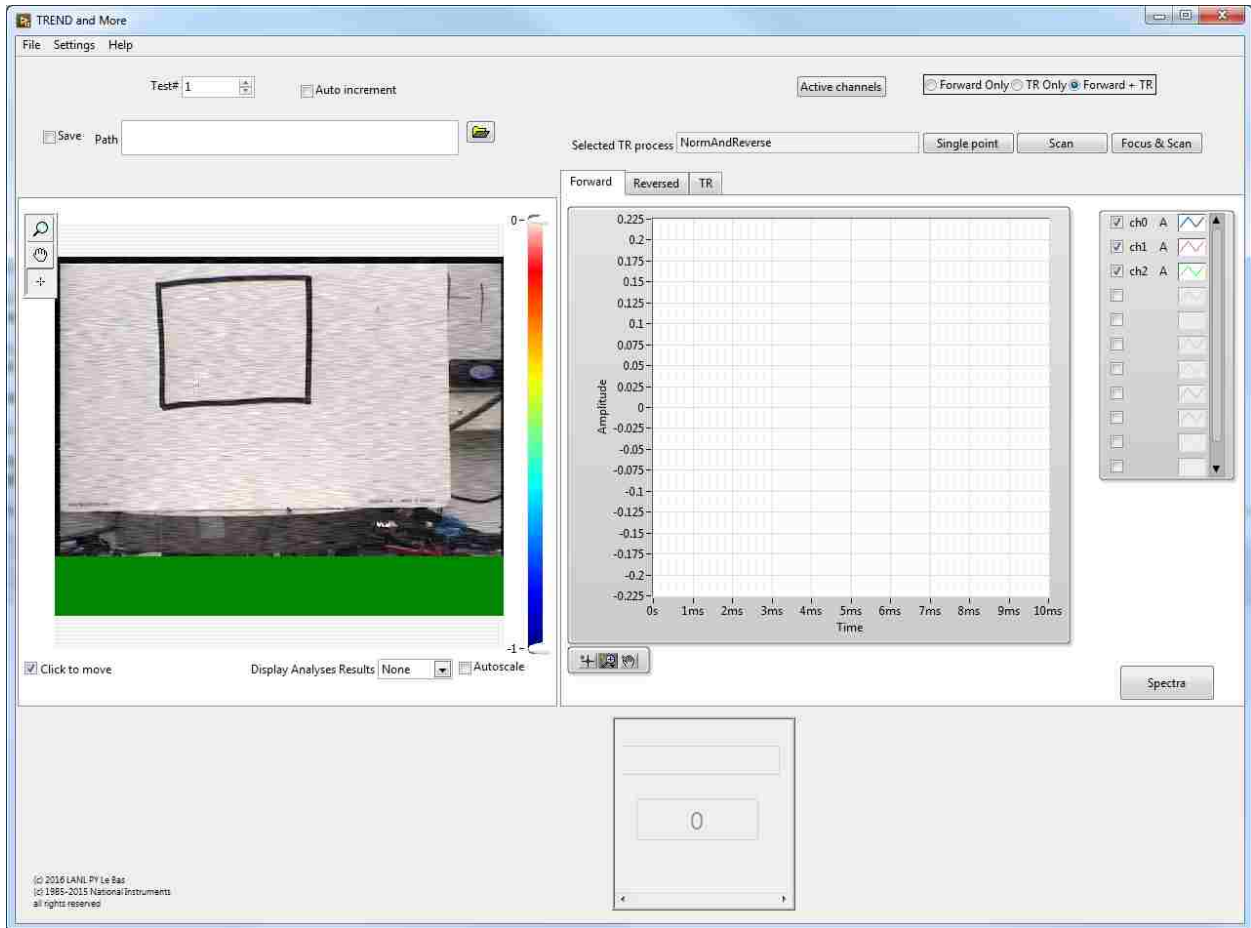 TREND and More
File Settings Help
Test# 1
Auto increment
Active channels
Forward Only TR Only Forward + TR
Save Path
Selected TR process NormAndReverse
Single point Scan Focus & Scan
Forward Reversed TR
0
-1
Click to move
Display Analyses Results None
Autoscale
Amplitude
0.225
0.2
0.175
0.15
0.125
0.1
0.075
0.05
0.025
0
-0.025
-0.05
-0.075
-0.1
-0.125
-0.15
-0.175
-0.2
-0.225
0s 1ms 2ms 3ms 4ms 5ms 6ms 7ms 8ms 9ms 10ms
Time
ch0 A
ch1 A
ch2 A
Spectra
0
(c) 2016 LANL PY Le Bas
(c) 1985-2015 National Instruments
all rights reserved